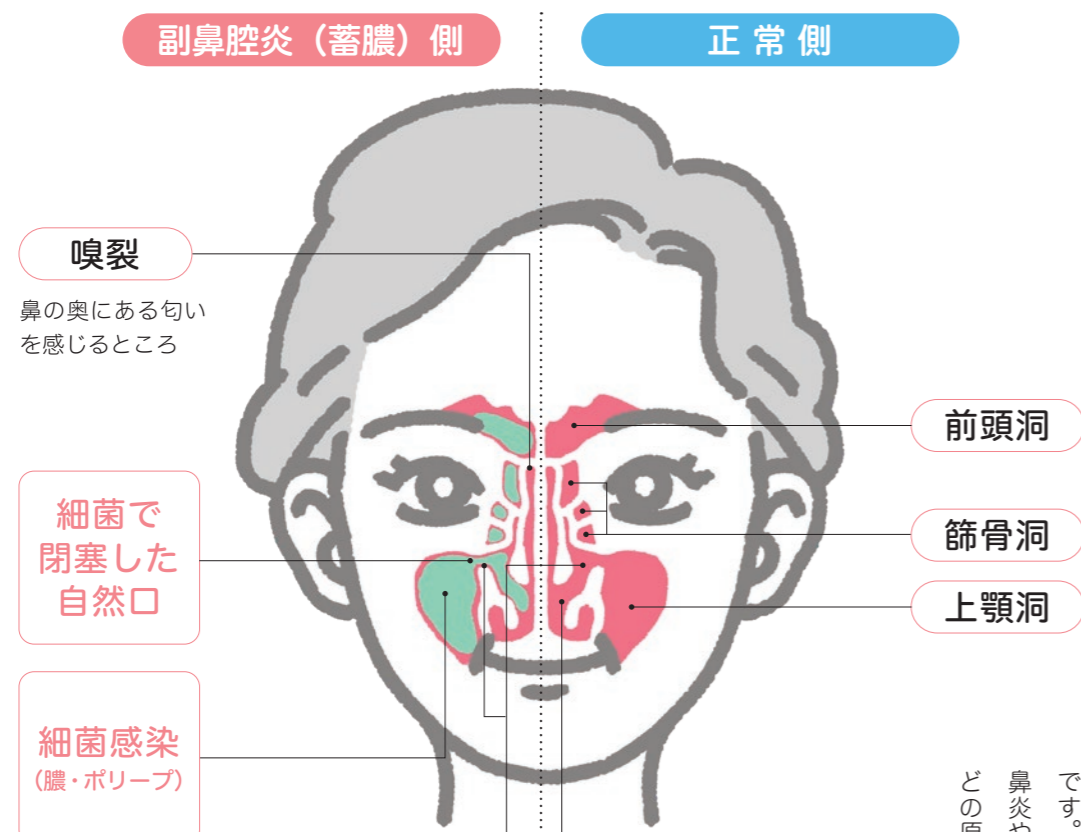 副鼻腔炎（蓄膿）側
正常側
嗅裂
鼻の奥にある匂い
を感じるところ
細菌で
閉塞した
自然口
細菌感染
（膿・ポリープ）
前頭洞
篩骨洞
上顎洞
です。
鼻炎や
どの原